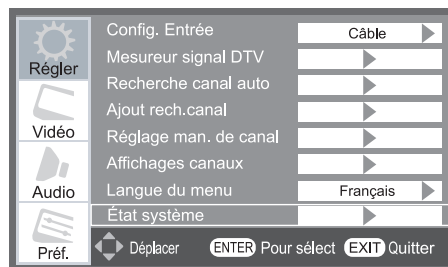 Régler
Vidéo
Audio
Préf.
Config. Entrée Câble
Mesureur signal DTV
Recherche canal auto
Ajout rech.canal
Réglage man. de canal
Affichages canaux
Langue du menu Français
État système
Déplacer ENTER Pour sélect EXIT Quitter